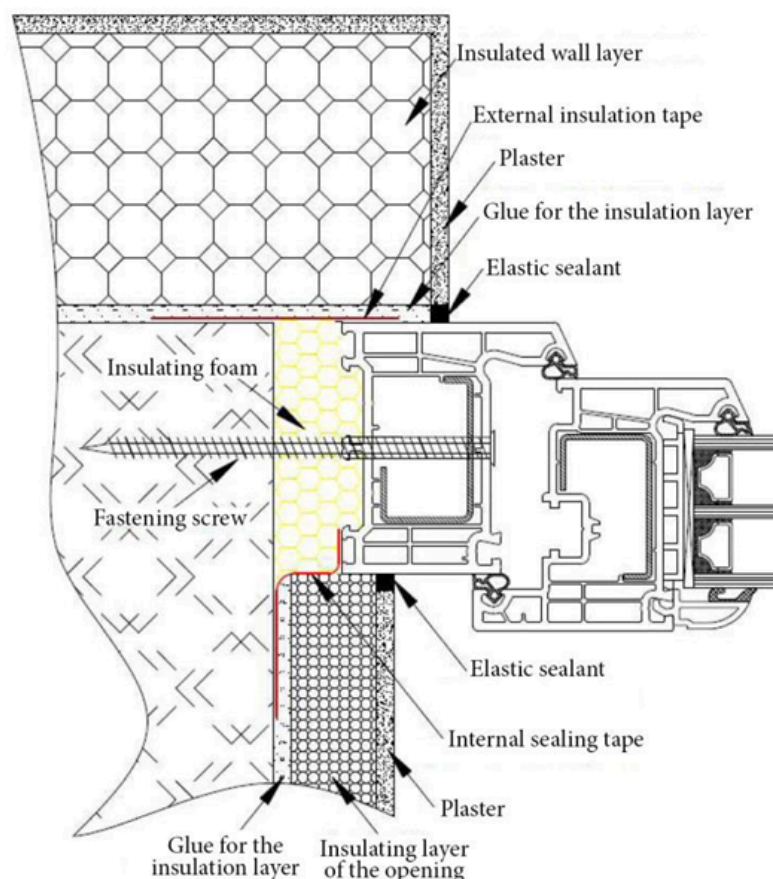 Insulated wall layer
External insulation tape
Plaster
Glue for the insulation layer
Elastic sealant
Insulating foam
Fastening screw
Elastic sealant
Internal sealing tape
Plaster
Glue for the
insulation layer
Insulating layer
of the opening